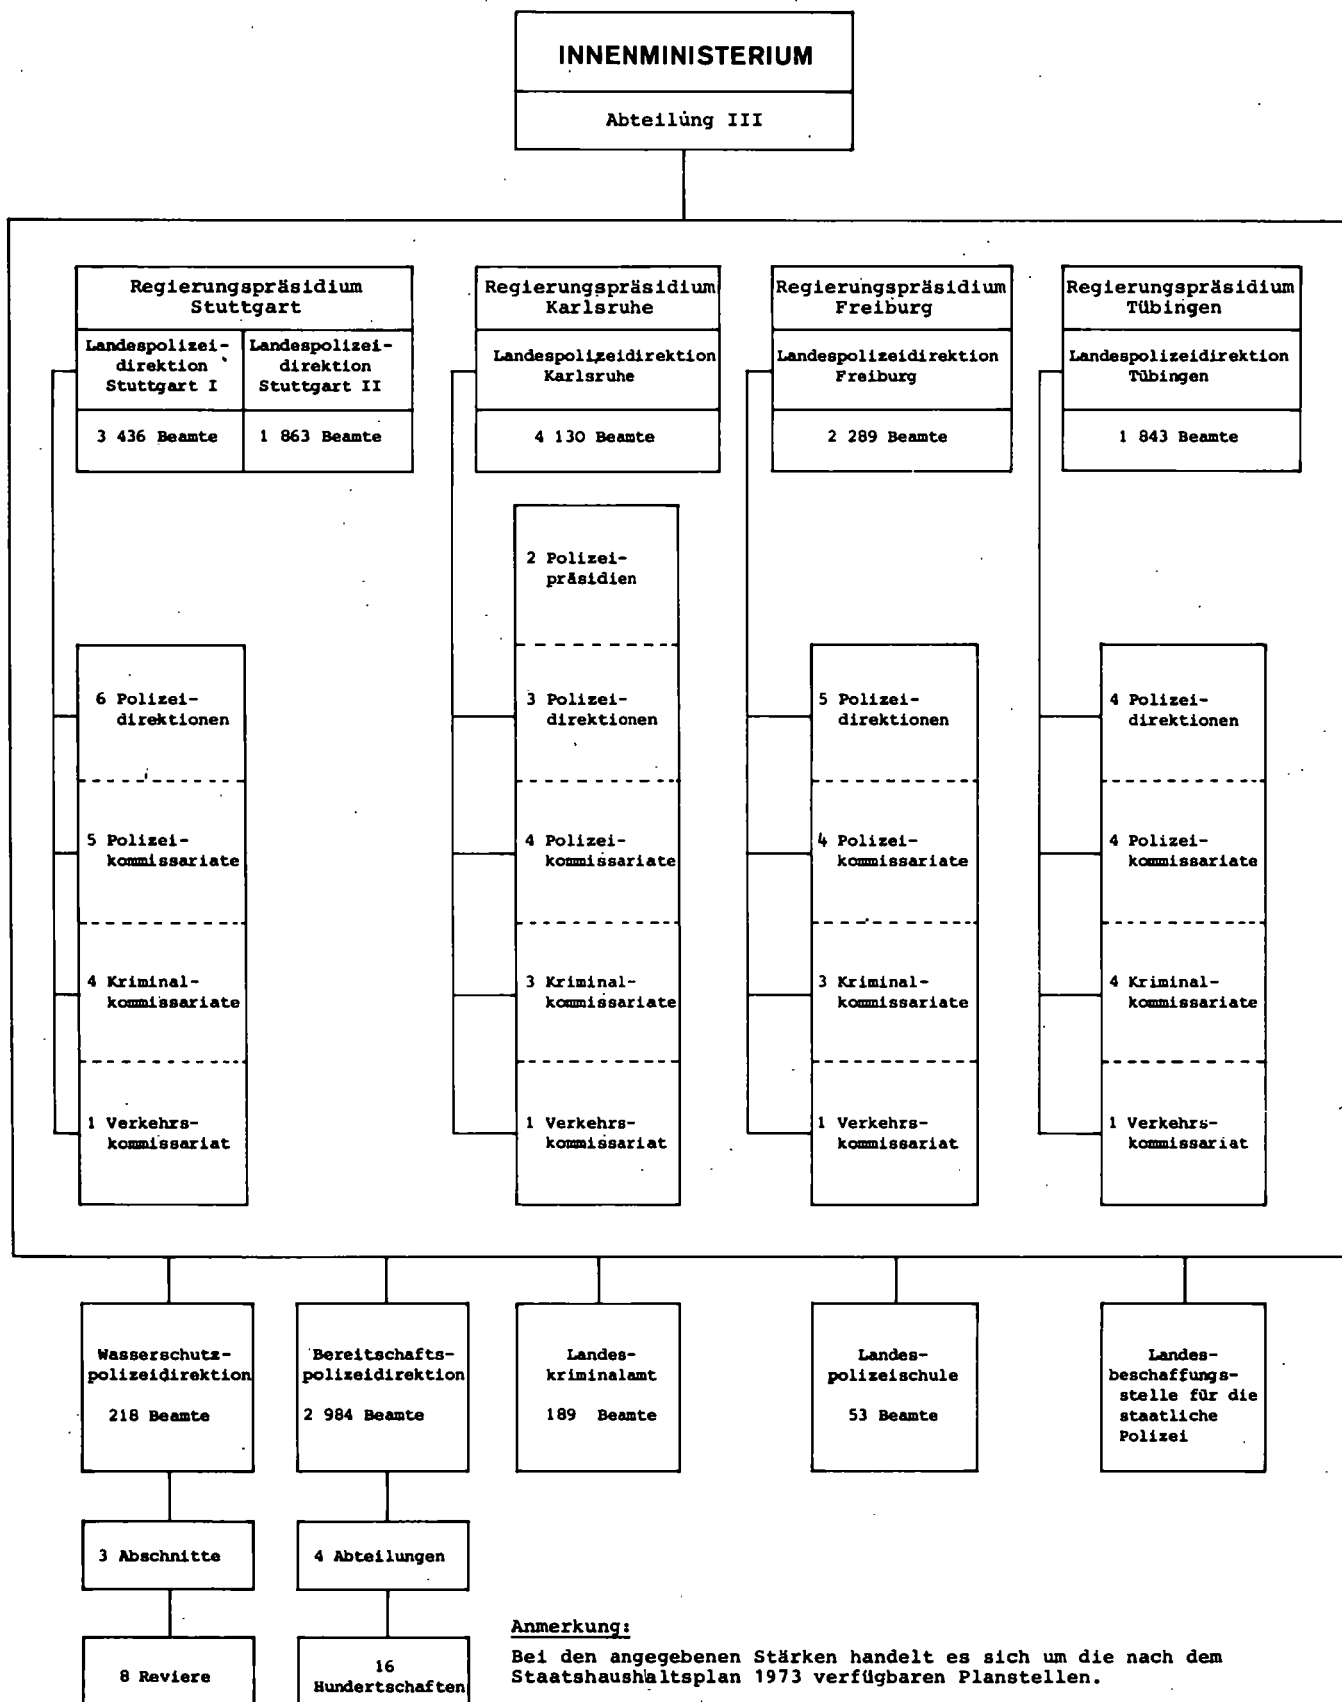 INNENMINISTERIUM
Abteilung III
Regierungspräsidium
Stuttgart
Landespolizei-
direktion
Stuttgart I
3 436 Beamte
Landespolizei-
direktion
Stuttgart II
1 863 Beamte
Regierungspräsidium
Karlsruhe
Landespolizeidirektion
Karlsruhe
4 130 Beamte
Regierungspräsidium
Freiburg
Landespolizeidirektion
Freiburg
2 289 Beamte
Regierungspräsidium
Tübingen
Landespolizeidirektion
Tübingen
1 843 Beamte
6 Polizei-
direktionen
5 Polizei-
kommissariate
4 Kriminal-
kommissariate
1 Verkehrs-
kommissariat
2 Polizei-
präsidien
3 Polizei-
direktionen
4 Polizei-
kommissariate
3 Kriminal-
kommissariate
1 Verkehrs-
kommissariat
5 Polizei-
direktionen
4 Polizei-
kommissariate
3 Kriminal-
kommissariate
1 Verkehrs-
kommissariat
4 Polizei-
direktionen
4 Polizei-
kommissariate
4 Kriminal-
kommissariate
1 Verkehrs-
kommissariat
Wasserschutz-
polizeidirektion
218 Beamte
3 Abschnitte
8 Reviere
Bereitschafts-
polizeidirektion
2 984 Beamte
4 Abteilungen
16
Hundertschaften
Landes-
kriminalamt
189 Beamte
Landes-
polizeischule
53 Beamte
Landes-
beschaffungs-
stelle für die
staatliche
Polizei
Anmerkung:
Bei den angegebenen Stärken handelt es sich um die nach dem
Staatshaushaltsplan 1973 verfügbaren Planstellen.